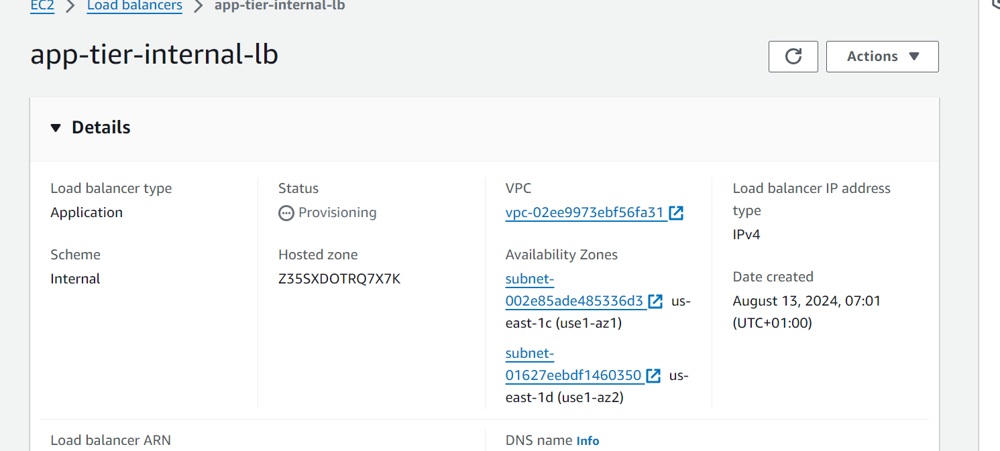 EC2 > Load balancers > app-tier-internal-lb
app-tier-internal-lb
Actions
Details
Load balancer type
Application
Status
Provisioning
VPC
vpc-02ee9973ebf56fa31
Load balancer IP address
type
IPv4
Scheme
Internal
Hosted zone
Z35SXDOTRQ7X7K
Availability Zones
subnet-
002e85ade485336d3 us-
east-1c (use1-az1)
subnet-
01627eebdf1460350 us-
east-1d (use1-az2)
Date created
August 13, 2024, 07:01
(UTC+01:00)
Load balancer ARN
DNS name Info